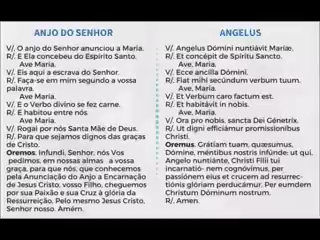 ANJO DO SENHOR
V/. O anjo do Senhor anunciou a Maria.
R/. E Ela concebeu do Espírito Santo.
Ave, Maria.
V/. Eis aqui a escrava do Senhor.
R/. Faça-se em mim segundo a vossa
palavra.
Ave, Maria.
V/. E o Verbo divino se fez carne.
R/. E habitou entre nós
Ave, Maria.
V/. Rogai por nós Santa Mãe de Deus.
R/. Para que sejamos dignos das graças
de Cristo.
Oremos. Infundi, Senhor, nós Vos
pedimos, em nossas almas a vossa
graça, para que nós, que conhecemos
pela Anunciação do Anjo a Encarnação
de Jesus Cristo, vosso Filho, cheguemos
por sua Paixão e sua Cruz à glória da
Ressurreição. Pelo mesmo Jesus Cristo,
Senhor nosso. Amém.
ANGELUS
V/. Angelus Dómini nuntiávit Maríæ.
R/. Et concépit de Spíritu Sancto.
Ave, Maria.
V/. Ecce ancílla Dómini.
R/. Fiat mihi secúndum verbum tuum.
Ave, Maria.
V/. Et Verbum caro factum est.
R/. Et habitávit in nobis.
Ave, Maria.
V/. Ora pro nobis, sancta Dei Génetrix.
R/. Ut digni efficiámur promissiónibus
Christi.
Oremus. Grátiam tuam, quæsumus,
Dómine, méntibus nostris infúnde: ut qui,
Angelo nuntiánte, Christi Fílii tui
incarnatió- nem cognóvimus, per
passiónem eius et crucem ad resurrec-
tiónis glóriam perducámur. Per eumdem
Christum Dóminum nostrum.
R/. Amen.